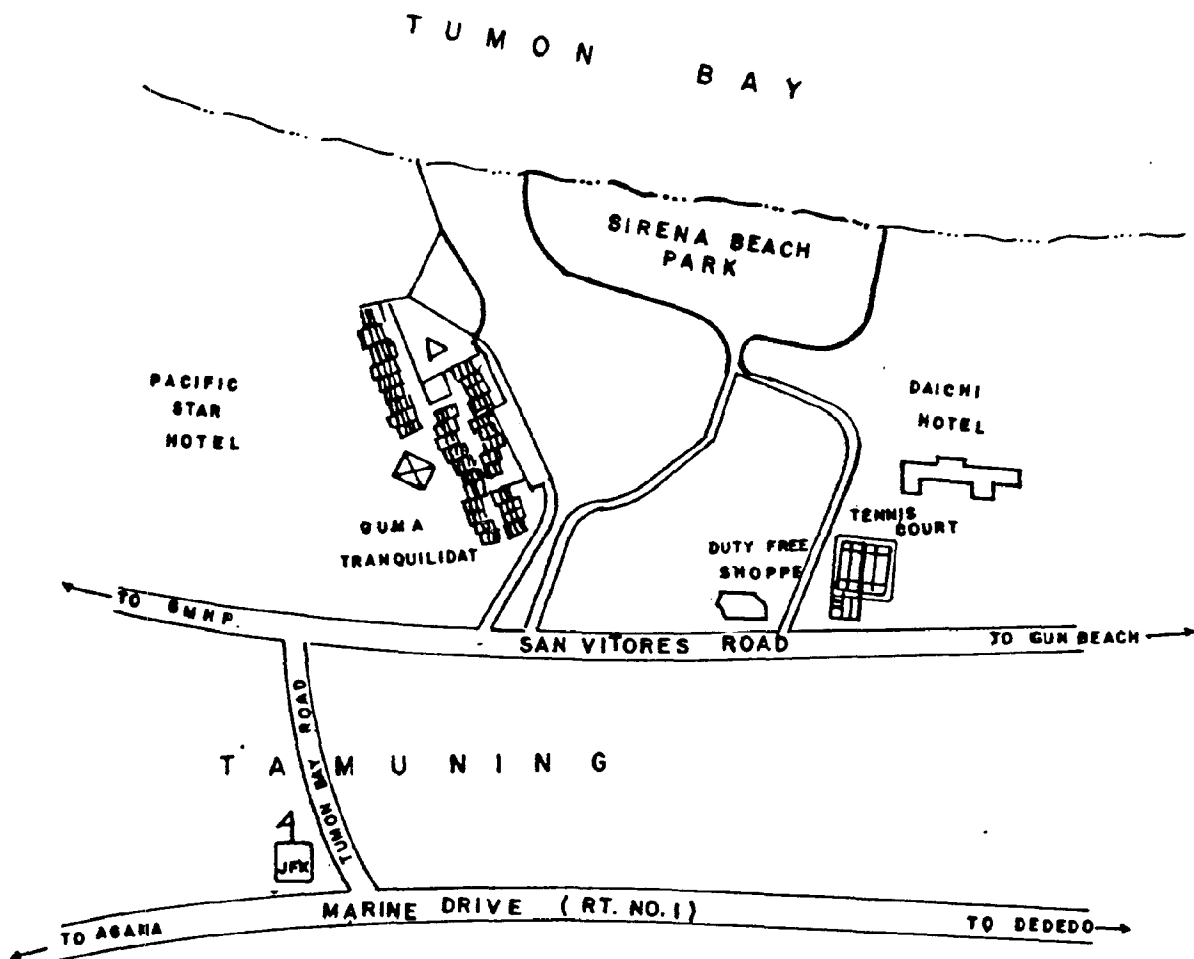 TUMON BAY
SIRENA BEACH
PARK
PACIFIC
STAR
HOTEL
DAICHI
HOTEL
GUMA
TRANQUILIDAT
TENNIS
COURT
DUTY FREE
SHOPPE
TO GMHP.
SAN VITORES ROAD
TO GUN BEACH
TUMON BAY ROAD
TAMUNING
JFK
MARINE DRIVE (RT. NO. 1)
TO AGANA
TO DEDEDO